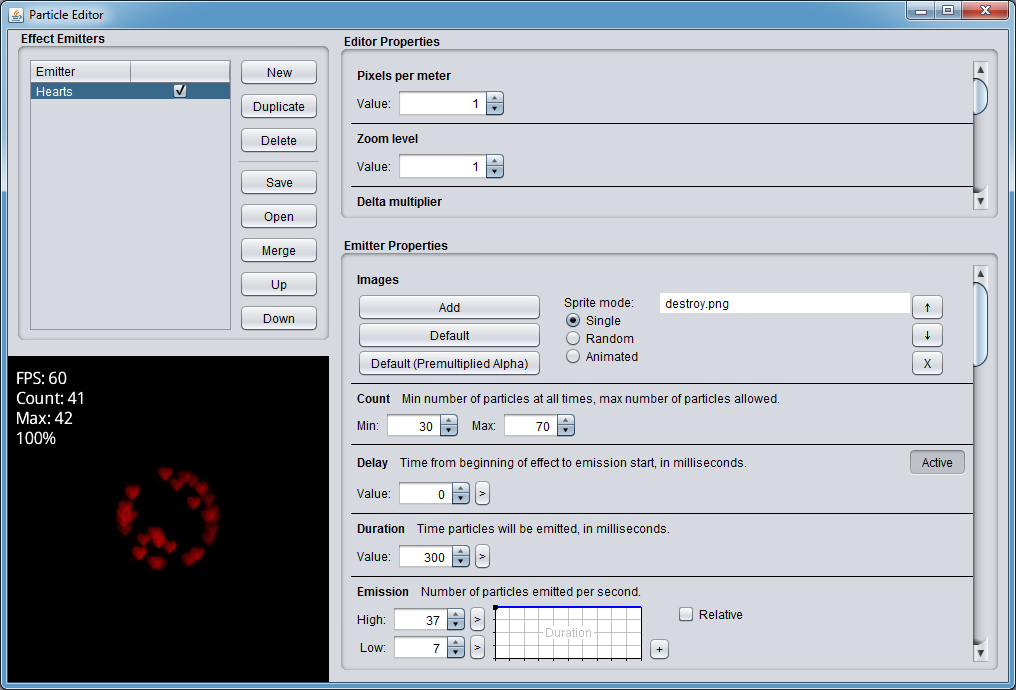 Particle Editor
Effect Emitters
Emitter
Hearts
New
Duplicate
Delete
Save
Open
Merge
Up
Down
FPS: 60
Count: 41
Max: 42
100%
Editor Properties
Pixels per meter
Value: 1
Zoom level
Value: 1
Delta multiplier
Emitter Properties
Images
Add
Default
Default (Premultiplied Alpha)
Sprite mode:
Single
Random
Animated
destroy.png
↑
↓
X
Count Min number of particles at all times, max number of particles allowed.
Min: 30 Max: 70
Delay Time from beginning of effect to emission start, in milliseconds. Active
Value: 0 >
Duration Time particles will be emitted, in milliseconds.
Value: 300 >
Emission Number of particles emitted per second.
High: 37 >
Low: 7 >
Duration
+
Relative